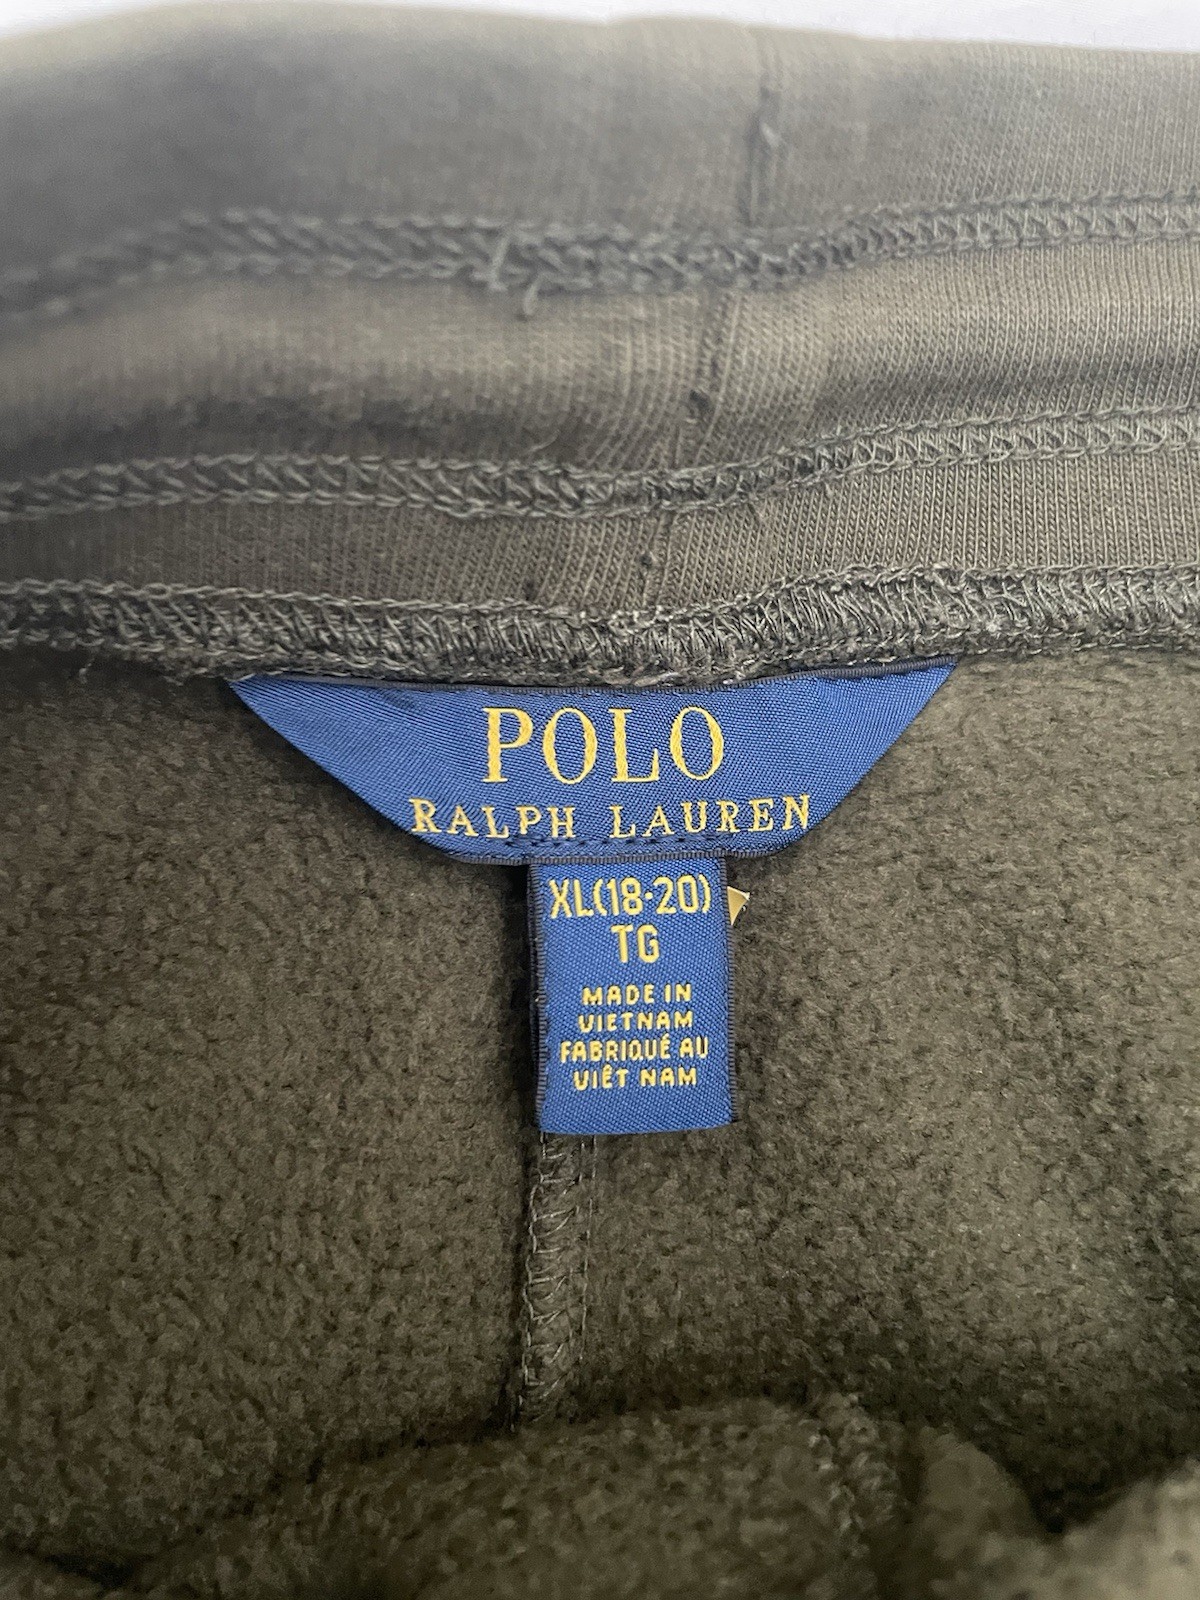 POLO
RALPH LAUREN
XL(18-20)
TG
MADE IN
VIETNAM
FABRIQUÉ AU
VIÊT NAM